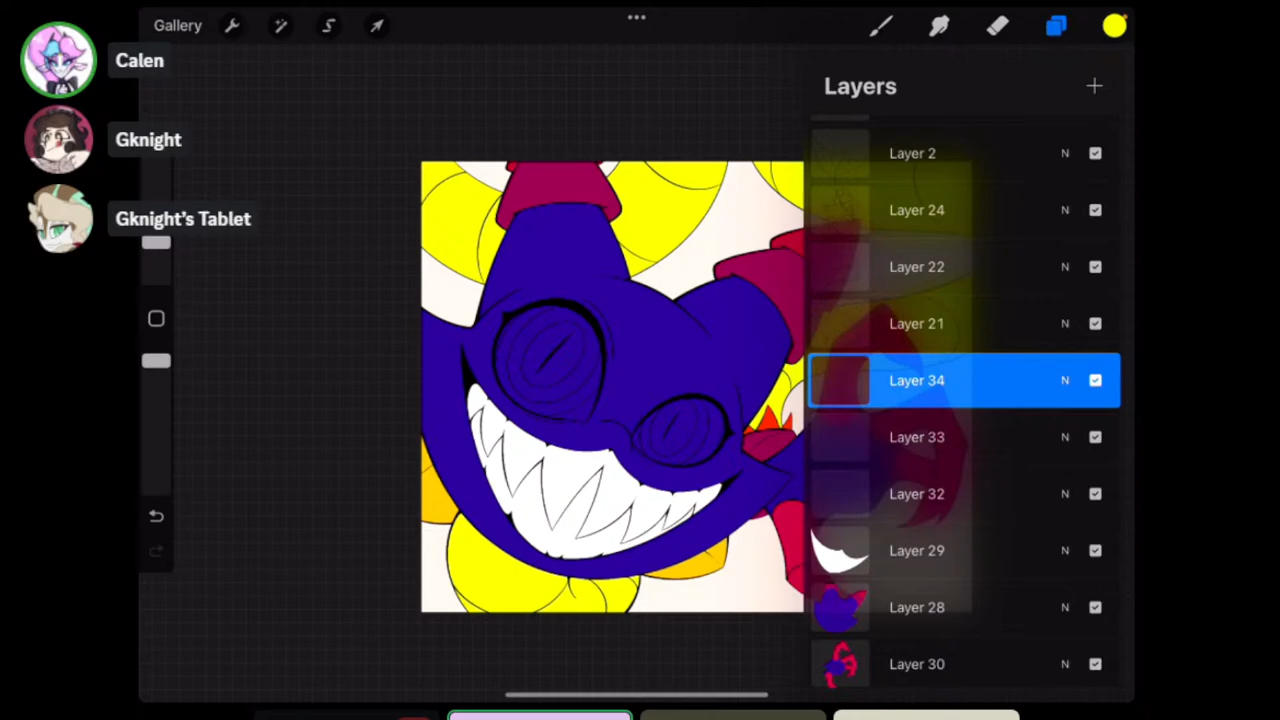 Gallery
Calen
Gknight
Gknight's Tablet
Layers
Layer 2 N
Layer 24 N
Layer 22 N
Layer 21 N
Layer 34 N
Layer 33 N
Layer 32 N
Layer 29 N
Layer 28 N
Layer 30 N